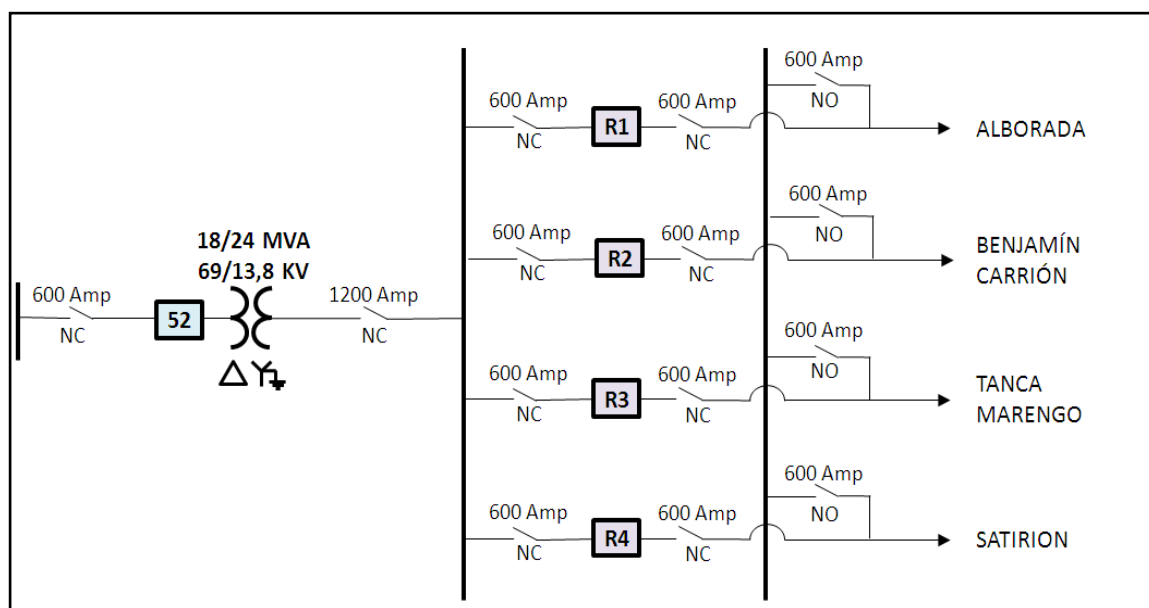 600 Amp
NO
600 Amp
NC
R1
600 Amp
NC
ALBORADA
600 Amp
NO
600 Amp
NC
R2
600 Amp
NC
BENJAMÍN
CARRIÓN
18/24 MVA
69/13,8 KV
600 Amp
NC
52
1200 Amp
NC
600 Amp
NO
600 Amp
NC
R3
600 Amp
NC
TANCA
MARENGO
600 Amp
NO
600 Amp
NC
R4
600 Amp
NC
SATIRION